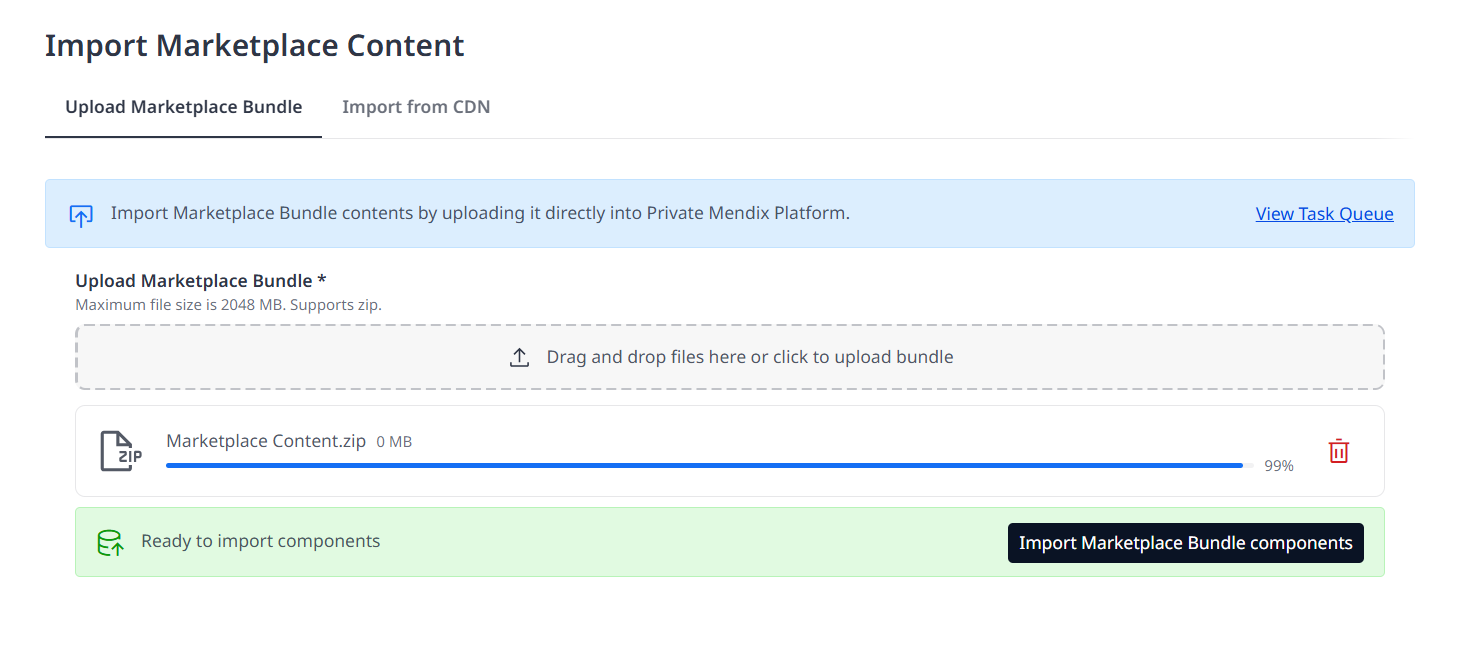 Import Marketplace Content
Upload Marketplace Bundle Import from CDN
Import Marketplace Bundle contents by uploading it directly into Private Mendix Platform. View Task Queue
Upload Marketplace Bundle *
Maximum file size is 2048 MB. Supports zip.
Drag and drop files here or click to upload bundle
ZIP Marketplace Content.zip 0 MB
99%
Ready to import components Import Marketplace Bundle components